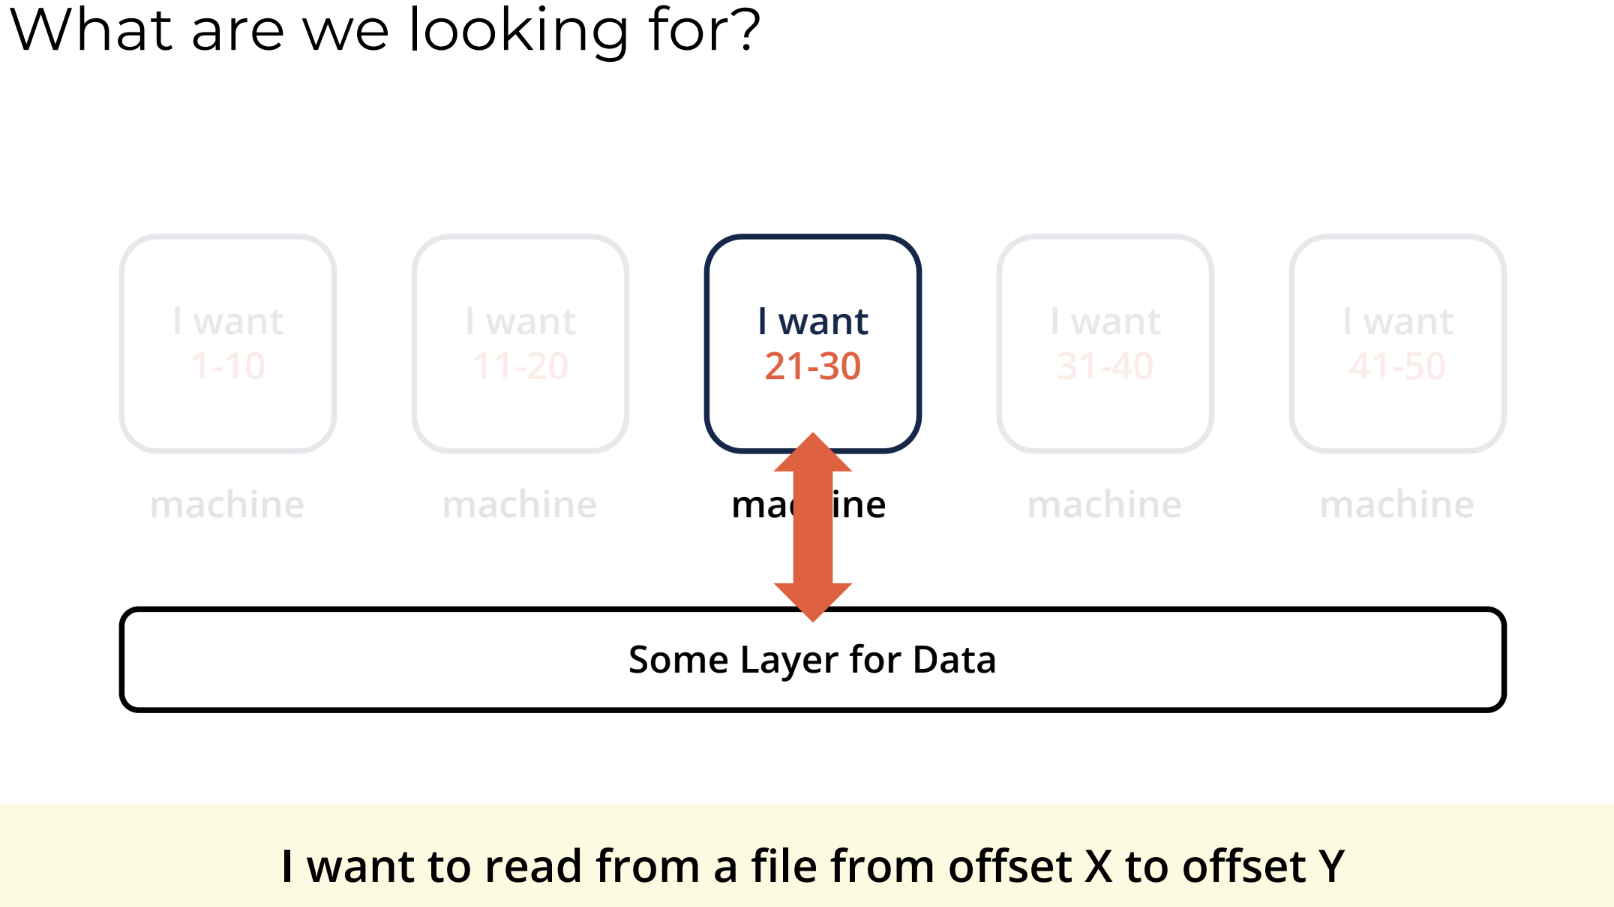 What are we looking for?
I want
1-10
I want
11-20
I want
21-30
I want
31-40
I want
41-50
machine
machine
machine
machine
machine
Some Layer for Data
I want to read from a file from offset X to offset Y